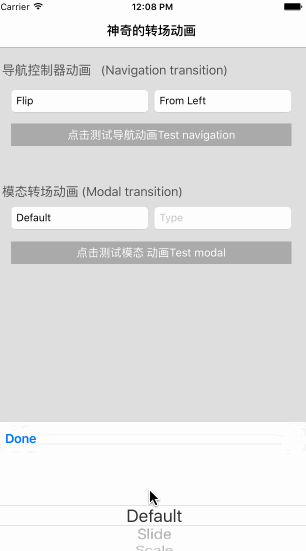 Carrier 12:08 PM
神奇的转场动画
导航控制器动画 (Navigation transition)
Flip From Left
点击测试导航动画Test navigation
模态转场动画 (Modal transition)
Default Type
点击测试模态 动画Test modal
Done
Default
Slide
Scale